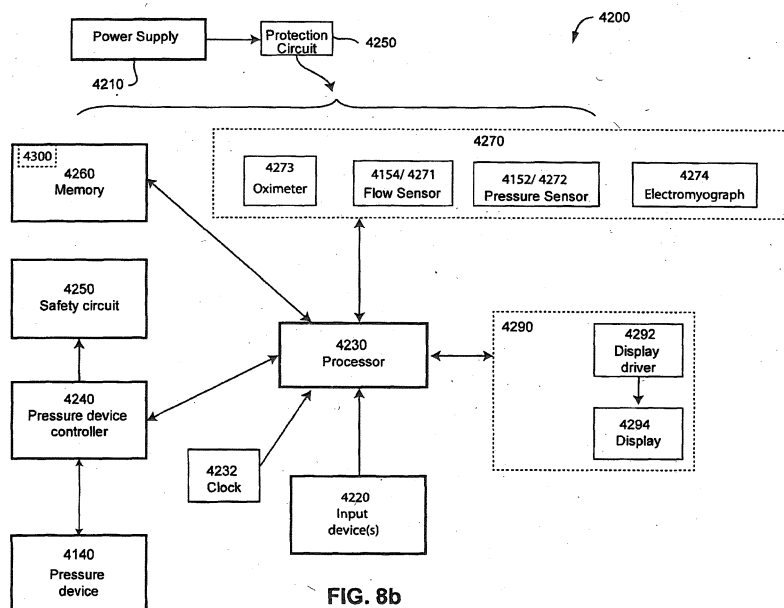 Power Supply
4210
Protection
Circuit
4250
4200
4300
4260
Memory
4270
4273
Oximeter
4154/ 4271
Flow Sensor
4152/ 4272
Pressure Sensor
4274
Electromyograph
4250
Safety circuit
4230
Processor
4290
4292
Display
driver
4294
Display
4240
Pressure device
controller
4232
Clock
4220
Input
device(s)
4140
Pressure
device
FIG. 8b